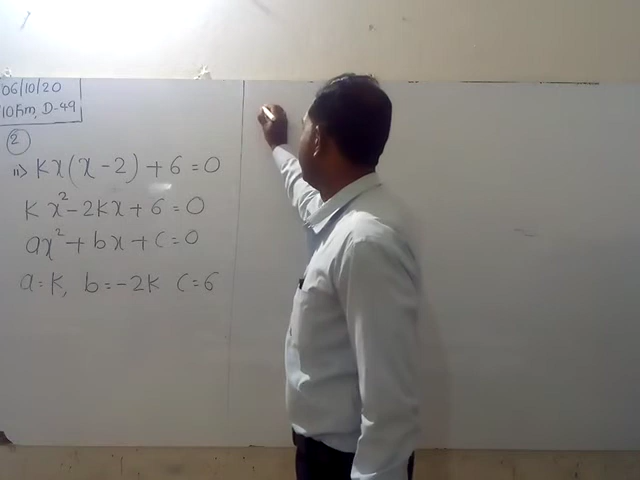 06/10/20
10Em, D-49
2
ii) Kx(x-2)+6=0
Kx²-2Kx+6=0
ax²+bx+c=0
a=K, b=-2K c=6